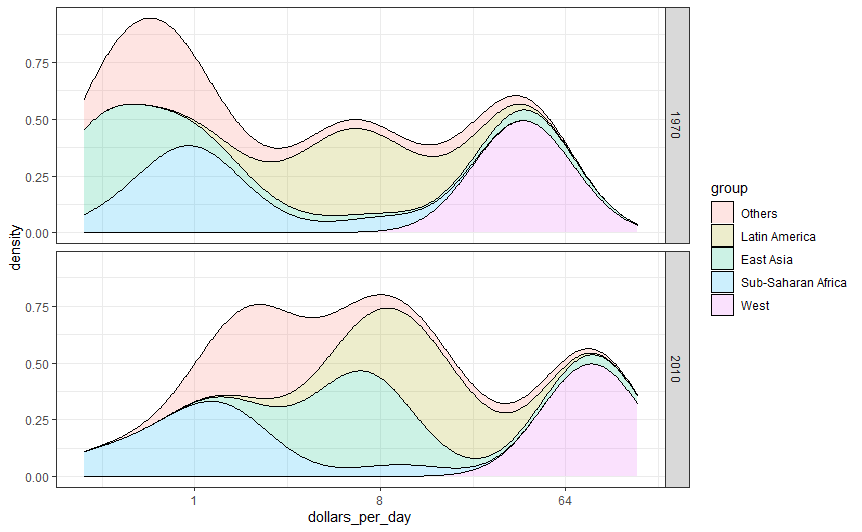 0.75
0.50
0.25
0.00
1970
density
0.75
0.50
0.25
0.00
2010
1 8 64
dollars_per_day
group
Others
Latin America
East Asia
Sub-Saharan Africa
West